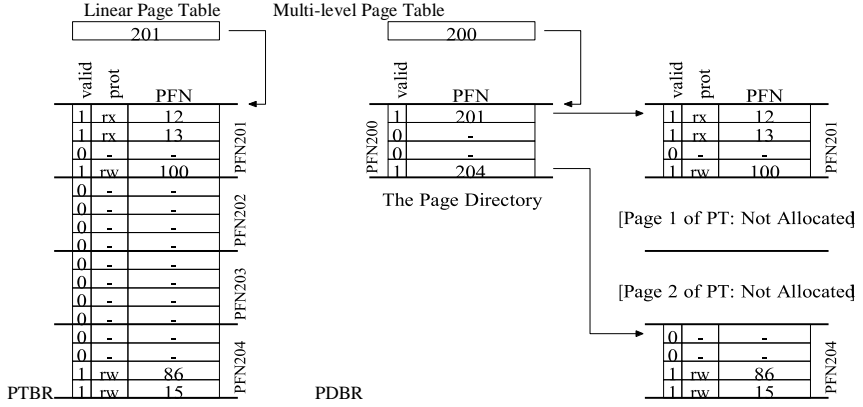 Linear Page Table
Multi-level Page Table
201
200
valid prot PFN
1 rx 12
1 rx 13
0 - -
1 rw 100
PFN201
0 - -
0 - -
0 - -
0 - -
PFN202
0 - -
0 - -
0 - -
0 - -
PFN203
0 - -
0 - -
1 rw 86
1 rw 15
PFN204
PTBR
valid PFN
1 201
0 -
0 -
1 204
PFN200
The Page Directory
PDBR
valid prot PFN
1 rx 12
1 rx 13
0 - -
1 rw 100
PFN201
[Page 1 of PT: Not Allocated]
[Page 2 of PT: Not Allocated]
0 - -
0 - -
1 rw 86
1 rw 15
PFN204